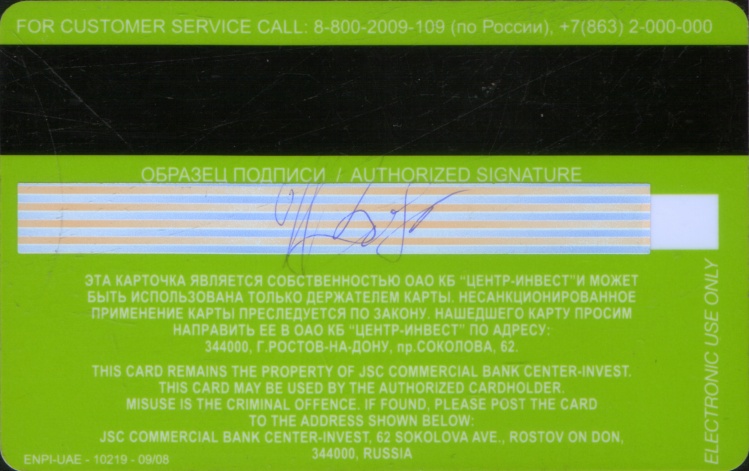 FOR CUSTOMER SERVICE CALL: 8-800-2009-109 (по России), +7(863) 2-000-000
ОБРАЗЕЦ ПОДПИСИ / AUTHORIZED SIGNATURE
ЭТА КАРТОЧКА ЯВЛЯЕТСЯ СОБСТВЕННОСТЬЮ ОАО КБ "ЦЕНТР-ИНВЕСТ"И МОЖЕТ
БЫТЬ ИСПОЛЬЗОВАНА ТОЛЬКО ДЕРЖАТЕЛЕМ КАРТЫ. НЕСАНКЦИОНИРОВАННОЕ
ПРИМЕНЕНИЕ КАРТЫ ПРЕСЛЕДУЕТСЯ ПО ЗАКОНУ. НАШЕДШЕГО КАРТУ ПРОСИМ
НАПРАВИТЬ ЕЕ В ОАО КБ "ЦЕНТР-ИНВЕСТ" ПО АДРЕСУ:
344000, Г.РОСТОВ-НА-ДОНУ, пр.СОКОЛОВА, 62.
THIS CARD REMAINS THE PROPERTY OF JSC COMMERCIAL BANK CENTER-INVEST.
THIS CARD MAY BE USED BY THE AUTHORIZED CARDHOLDER.
MISUSE IS THE CRIMINAL OFFENCE. IF FOUND, PLEASE POST THE CARD
TO THE ADDRESS SHOWN BELOW:
JSC COMMERCIAL BANK CENTER-INVEST, 62 SOKOLOVA AVE., ROSTOV ON DON,
344000, RUSSIA
ENPI-UAE - 10219 - 09/08
ELECTRONIC USE ONLY